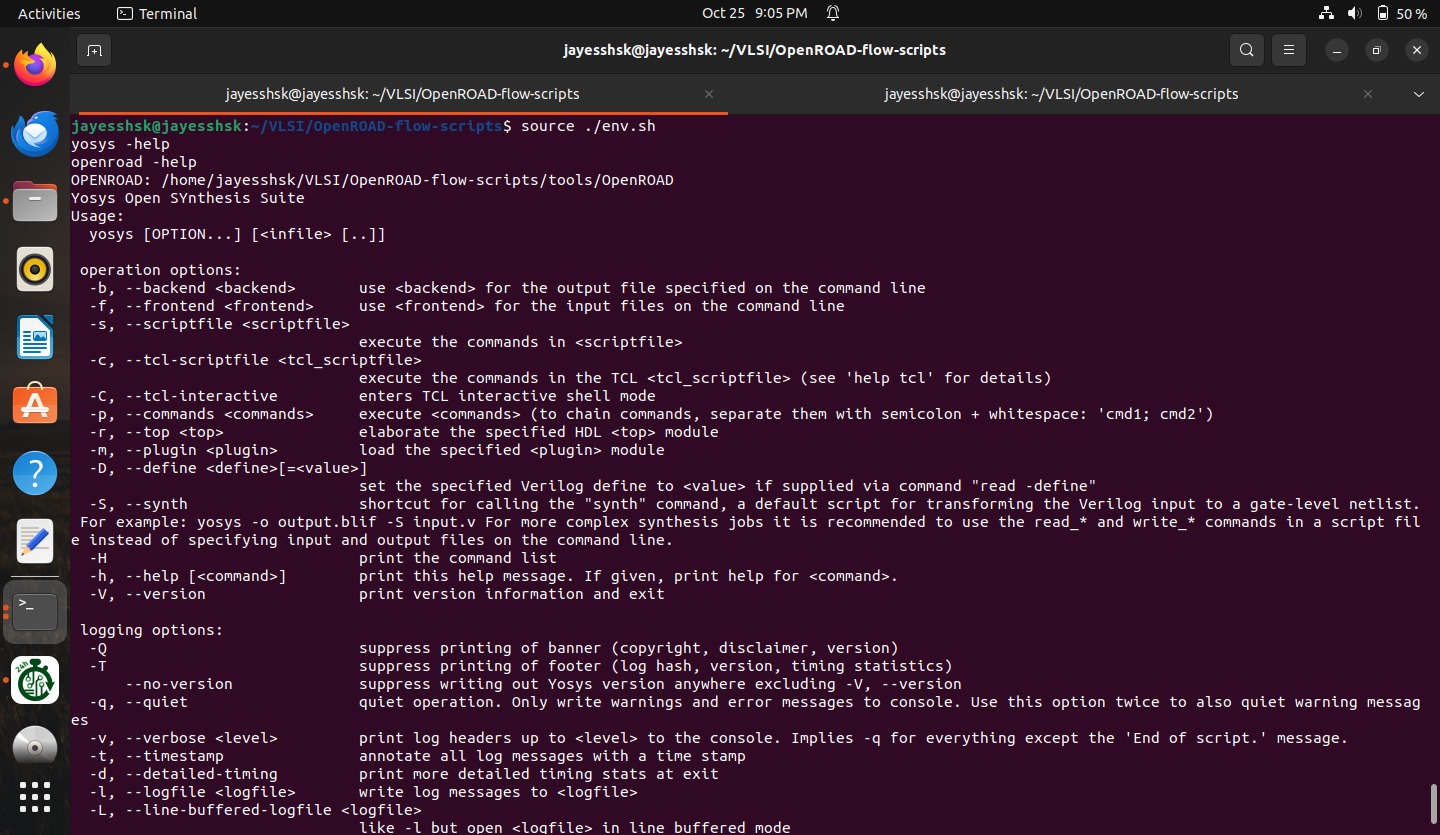 Activities
Terminal
Oct 25 9:05 PM
50 %
jayesshsk@jayesshsk: ~/VLSI/OpenROAD-flow-scripts
jayesshsk@jayesshsk: ~/VLSI/OpenROAD-flow-scripts
jayesshsk@jayesshsk: ~/VLSI/OpenROAD-flow-scripts
jayesshsk@jayesshsk:~/VLSI/OpenROAD-flow-scripts$ source ./env.sh
yosys -help
openroad -help
OPENROAD: /home/jayesshsk/VLSI/OpenROAD-flow-scripts/tools/OpenROAD
Yosys Open SYnthesis Suite
Usage:
  yosys [OPTION...] [<infile> [..]]
 operation options:
  -b, --backend <backend>       use <backend> for the output file specified on the command line
  -f, --frontend <frontend>     use <frontend> for the input files on the command line
  -s, --scriptfile <scriptfile>
                                execute the commands in <scriptfile>
  -c, --tcl-scriptfile <tcl_scriptfile>
                                execute the commands in the TCL <tcl_scriptfile> (see 'help tcl' for details)
  -C, --tcl-interactive         enters TCL interactive shell mode
  -p, --commands <commands>     execute <commands> (to chain commands, separate them with semicolon + whitespace: 'cmd1; cmd2')
  -r, --top <top>               elaborate the specified HDL <top> module
  -m, --plugin <plugin>         load the specified <plugin> module
  -D, --define <define>[=<value>]
                                set the specified Verilog define to <value> if supplied via command "read -define"
  -S, --synth                   shortcut for calling the "synth" command, a default script for transforming the Verilog input to a gate-level netlist.
 For example: yosys -o output.blif -S input.v For more complex synthesis jobs it is recommended to use the read_* and write_* commands in a script fil
e instead of specifying input and output files on the command line.
  -H                            print the command list
  -h, --help [<command>]        print this help message. If given, print help for <command>.
  -V, --version                 print version information and exit
 logging options:
  -Q                            suppress printing of banner (copyright, disclaimer, version)
  -T                            suppress printing of footer (log hash, version, timing statistics)
      --no-version              suppress writing out Yosys version anywhere excluding -V, --version
  -q, --quiet                   quiet operation. Only write warnings and error messages to console. Use this option twice to also quiet warning messag
es
  -v, --verbose <level>         print log headers up to <level> to the console. Implies -q for everything except the 'End of script.' message.
  -t, --timestamp               annotate all log messages with a time stamp
  -d, --detailed-timing         print more detailed timing stats at exit
  -l, --logfile <logfile>       write log messages to <logfile>
  -L, --line-buffered-logfile <logfile>
                                like -l but open <logfile> in line buffered mode
24h